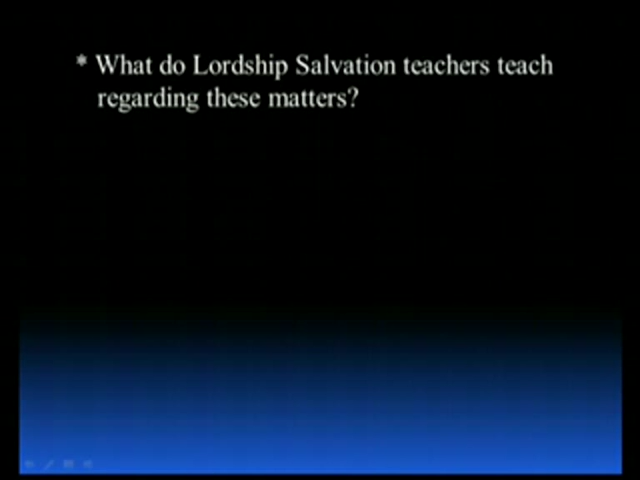 * What do Lordship Salvation teachers teach
regarding these matters?